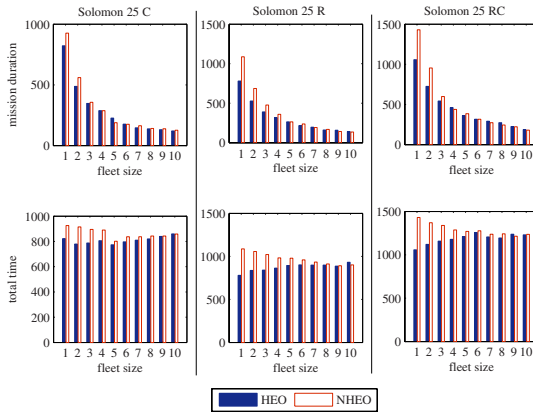 Solomon 25 C
Solomon 25 R
Solomon 25 RC
mission duration
1000
500
0
1 2 3 4 5 6 7 8 9 10
fleet size
1500
1000
500
0
1 2 3 4 5 6 7 8 9 10
fleet size
1500
1000
500
0
1 2 3 4 5 6 7 8 9 10
fleet size
total time
1000
800
600
400
200
0
1 2 3 4 5 6 7 8 9 10
fleet size
1500
1000
500
0
1 2 3 4 5 6 7 8 9 10
fleet size
1500
1000
500
0
1 2 3 4 5 6 7 8 9 10
fleet size
HEO NHEO